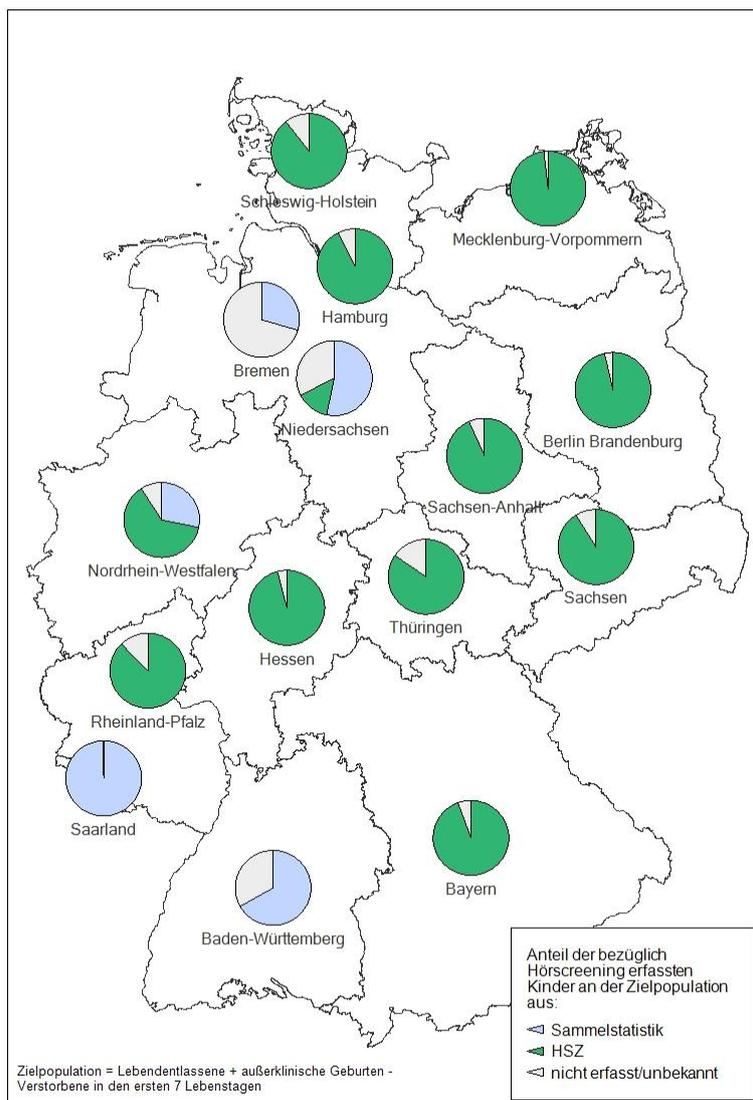 Schleswig-Holstein
Mecklenburg-Vorpommern
Hamburg
Bremen
Niedersachsen
Berlin Brandenburg
Sachsen-Anhalt
Nordrhein-Westfalen
Sachsen
Thüringen
Hessen
Rheinland-Pfalz
Saarland
Bayern
Baden-Württemberg
Anteil der bezüglich
Hörscreening erfassten
Kinder an der Zielpopulation
aus:
Sammelstatistik
HSZ
nicht erfasst/unbekannt
Zielpopulation = Lebendentlassene + außerklinische Geburten -
Verstorbene in den ersten 7 Lebenstagen